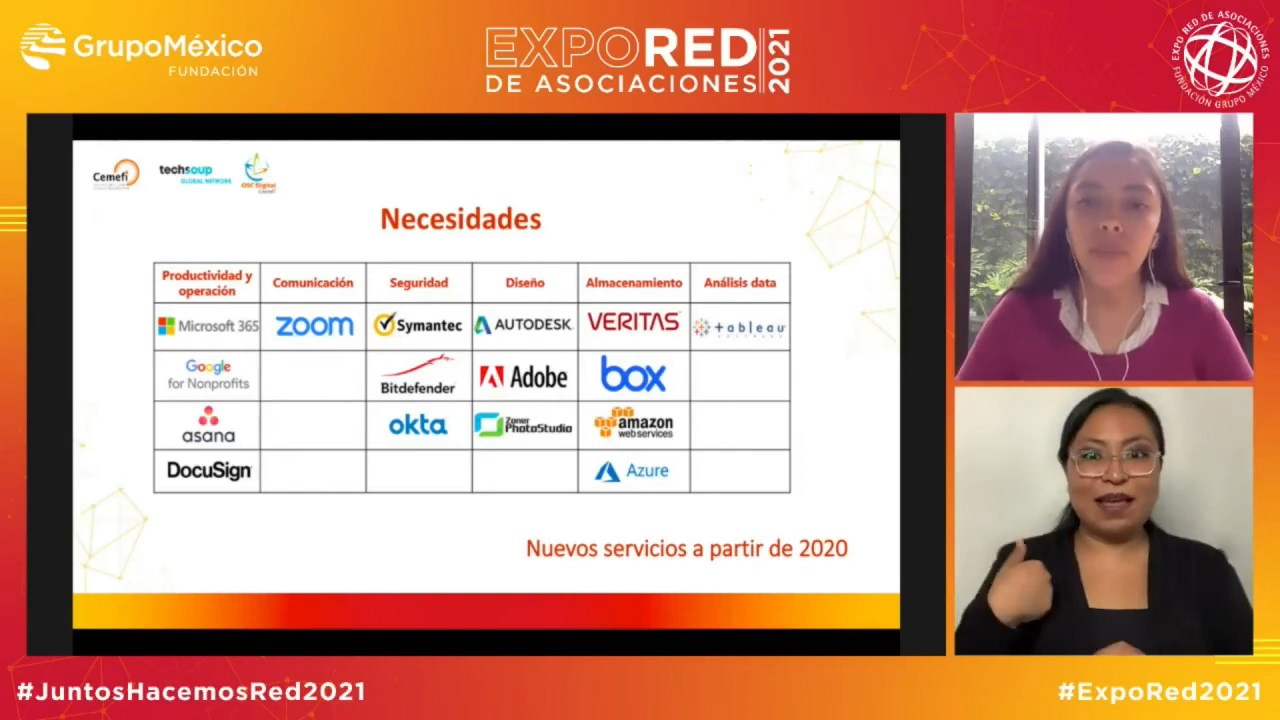 GrupoMéxico
FUNDACIÓN
EXPORED
DE ASOCIACIONES
2021
EXPO RED DE ASOCIACIONES
FUNDACIÓN GRUPO MÉXICO
Cemefi
techsoup
GLOBAL NETWORK
OSC Digital
Cemefi
Necesidades
Productividad y operación Comunicación Seguridad Diseño Almacenamiento Análisis data
Microsoft 365 zoom Symantec AUTODESK VERITAS tableau
Google for Nonprofits Bitdefender Adobe box
asana okta Zoner PhotoStudio amazon webservices
DocuSign Azure
Nuevos servicios a partir de 2020
#JuntosHacemosRed2021
#ExpoRed2021